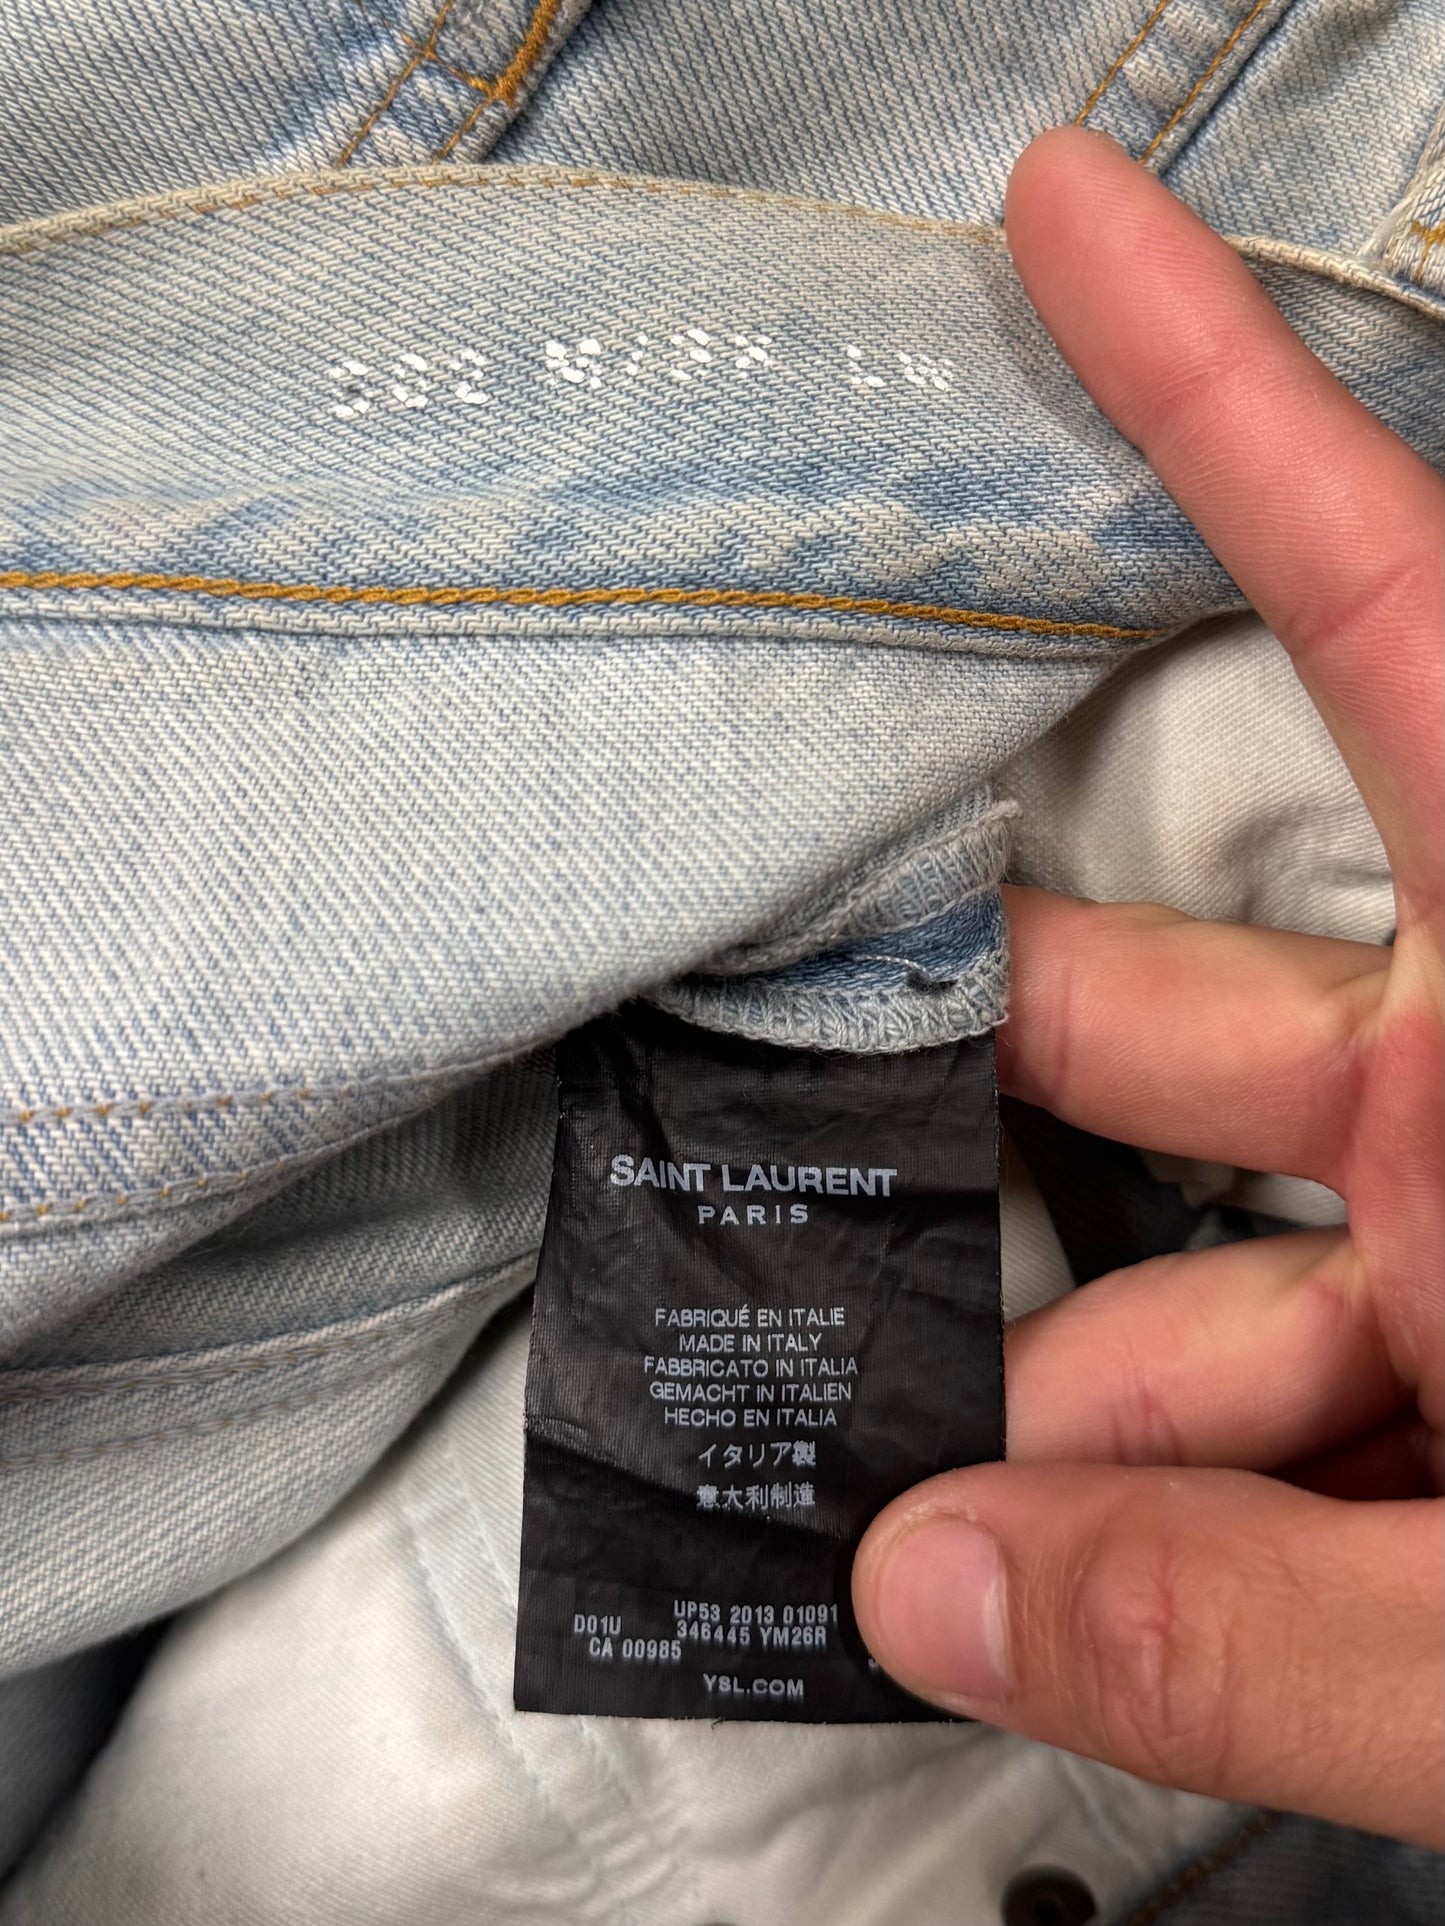 SAINT LAURENT
PARIS
FABRIQUÉ EN ITALIE
MADE IN ITALY
FABBRICATO IN ITALIA
GEMACHT IN ITALIEN
HECHO EN ITALIA
イタリア製
意大利制造
UP53 2013 01091
D01U 346445 YM26R
CA 00985
YSL.COM